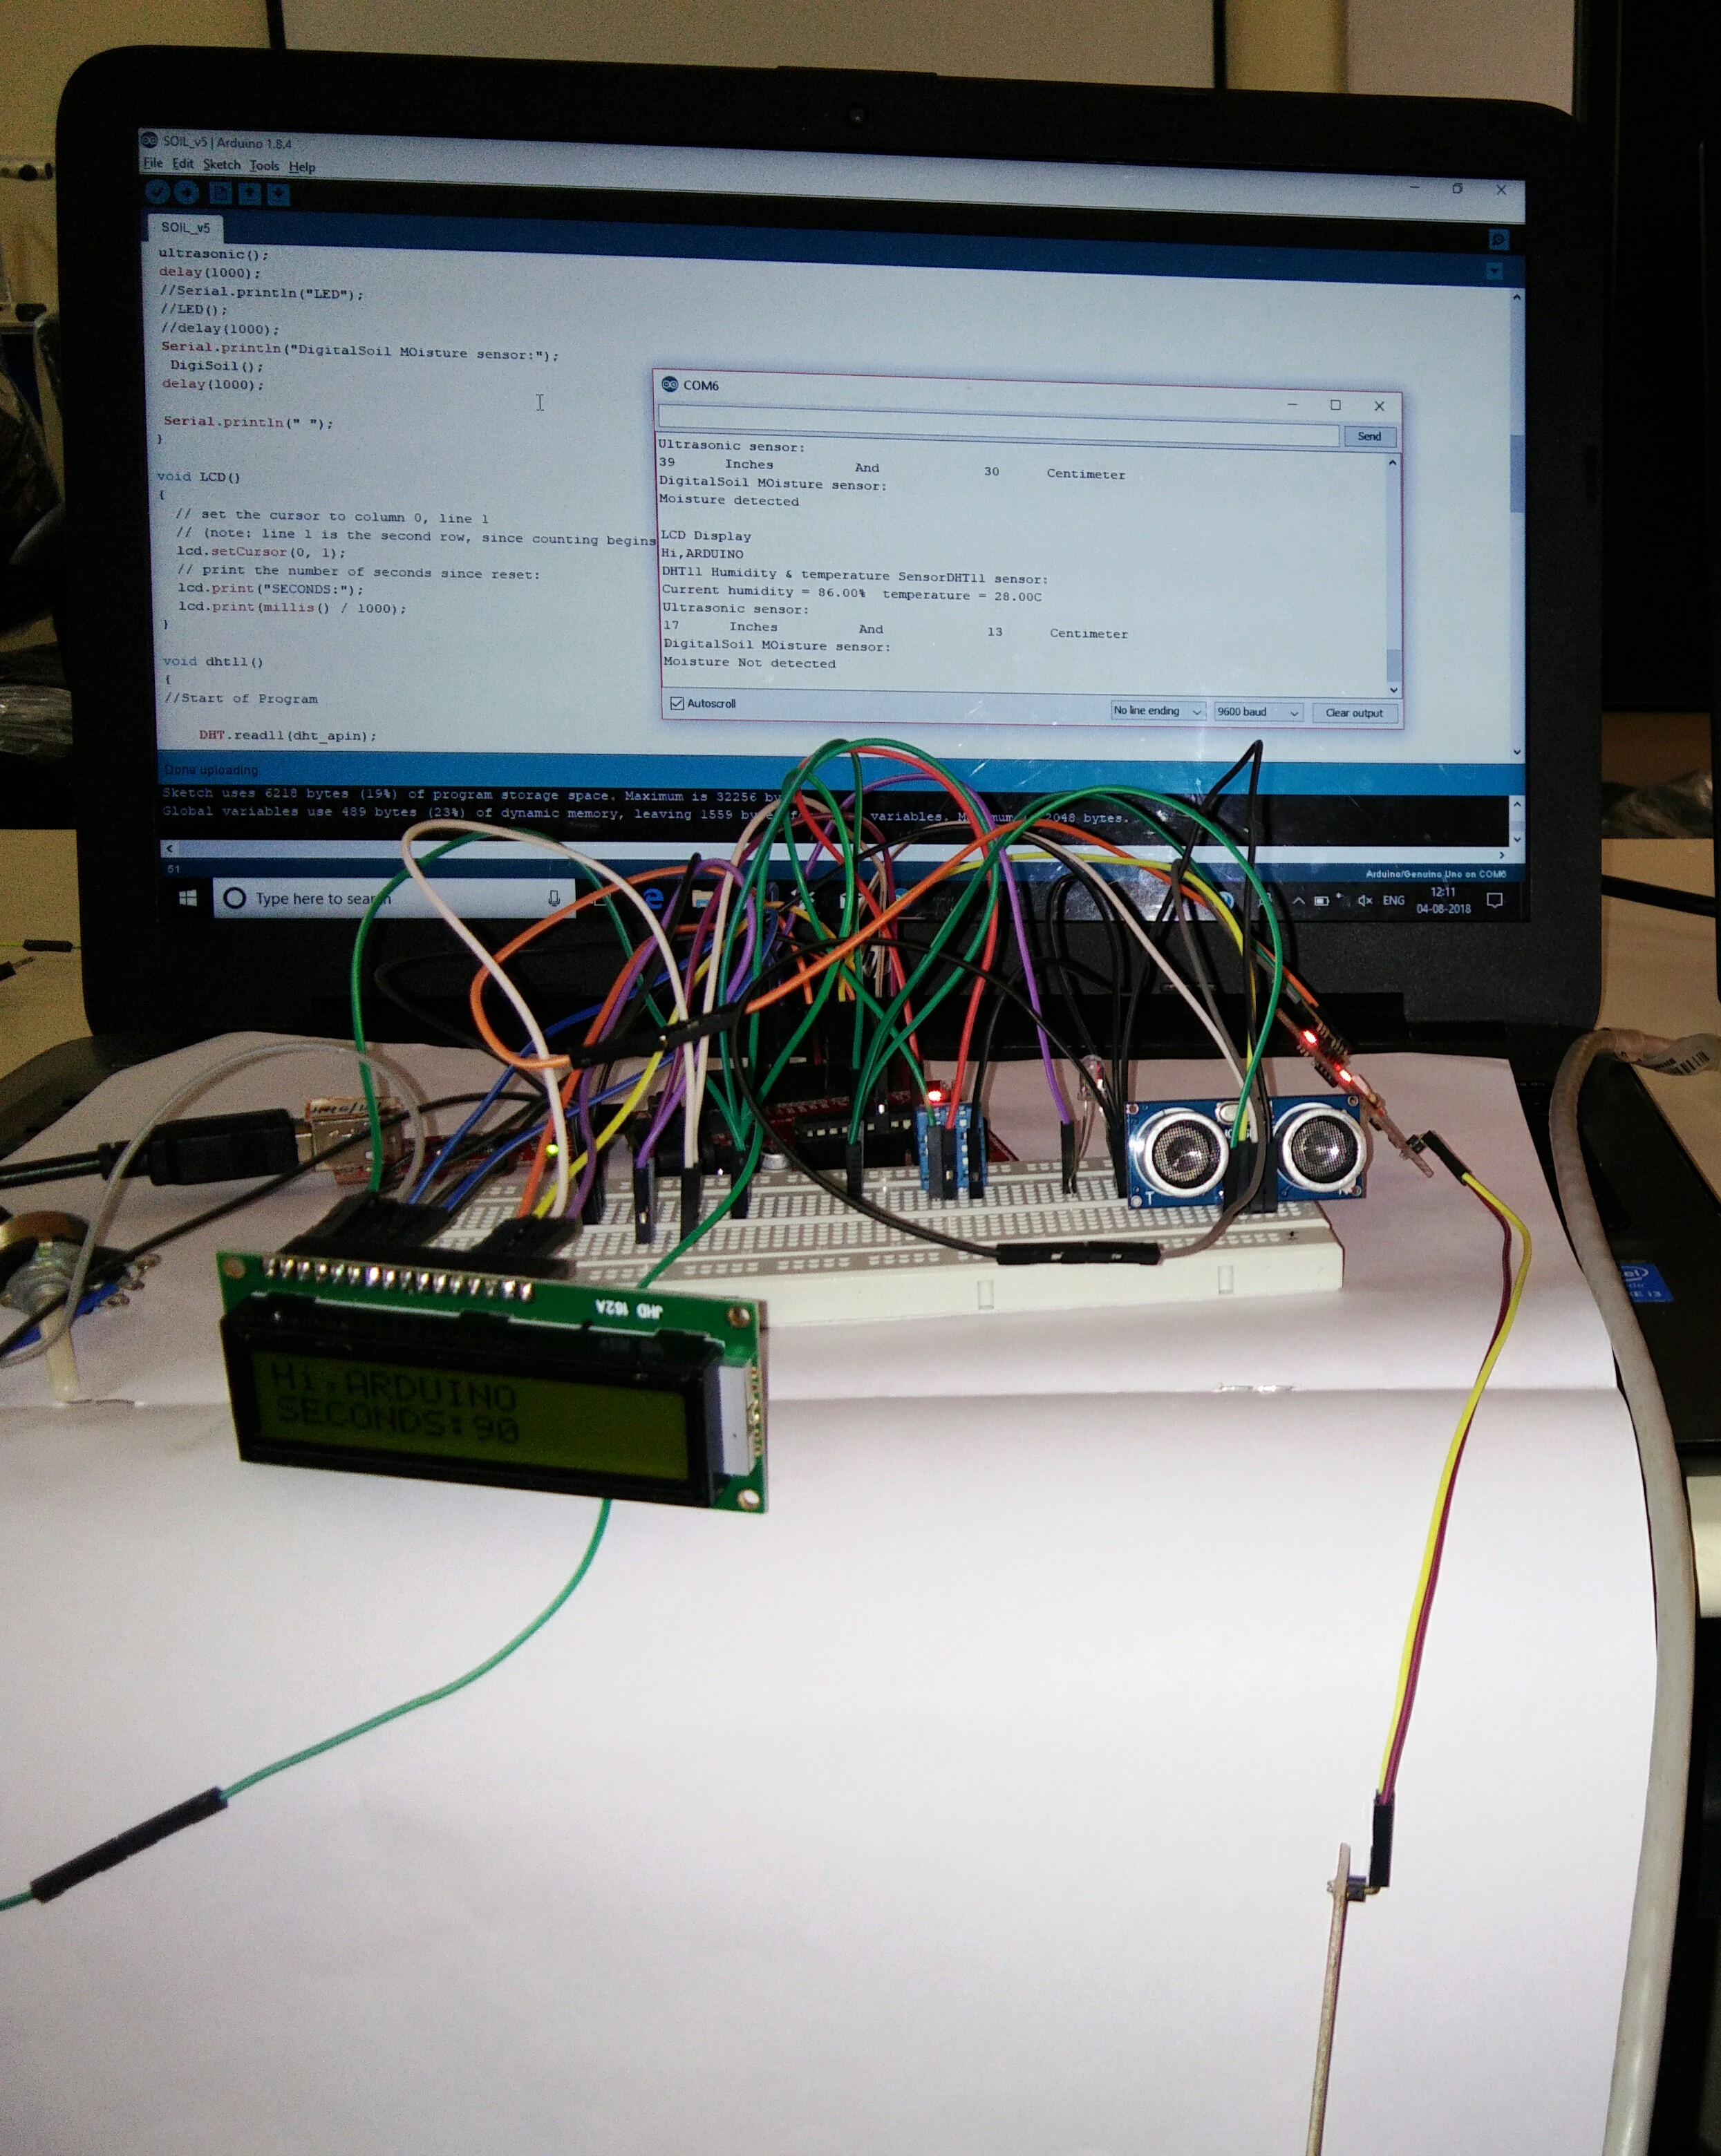 SOIL_v5 | Arduino 1.8.4
File Edit Sketch Tools Help
SOIL_v5
ultrasonic();
delay(1000);
//Serial.println("LED");
//LED();
//delay(1000);
Serial.println("DigitalSoil MOisture sensor:");
DigiSoil();
delay(1000);
Serial.println(" ");
}
void LCD()
{
// set the cursor to column 0, line 1
// (note: line 1 is the second row, since counting begins
lcd.setCursor(0, 1);
// print the number of seconds since reset:
lcd.print("SECONDS:");
lcd.print(millis() / 1000);
}
void dht11()
{
//Start of Program
DHT.read11(dht_apin);
COM6
Send
Ultrasonic sensor:
39 Inches And 30 Centimeter
DigitalSoil MOisture sensor:
Moisture detected
LCD Display
Hi,ARDUINO
DHT11 Humidity & temperature SensorDHT11 sensor:
Current humidity = 86.00% temperature = 28.00C
Ultrasonic sensor:
17 Inches And 13 Centimeter
DigitalSoil MOisture sensor:
Moisture Not detected
Autoscroll
No line ending
9600 baud
Clear output
Done uploading
Sketch uses 6218 bytes (19%) of program storage space. Maximum is 32256 by
Global variables use 489 bytes (23%) of dynamic memory, leaving 1559 variables. 2048 bytes.
51
Arduino/Genuino Uno on COM6
Type here to sear
ENG
12:11
04-08-2018
T
JHD 162A
Hi,ARDUINO
SECONDS:90